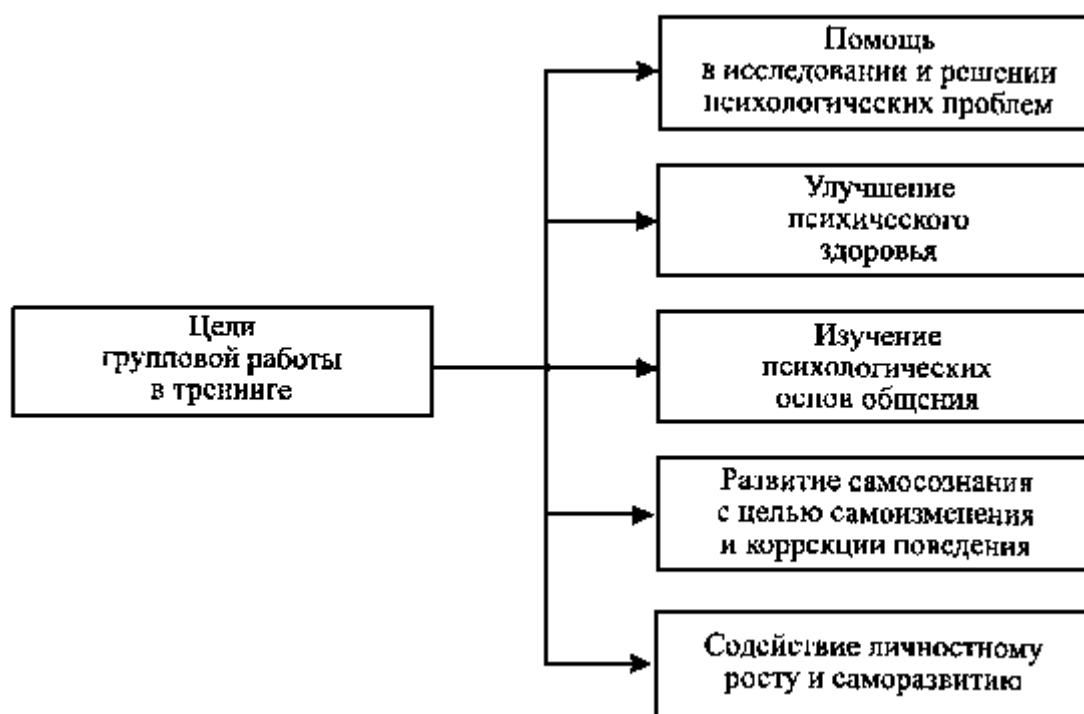 Помощь
в исследовании и решении
психологических проблем
Улучшение
психического
здоровья
Цели
групповой работы
в тренинге
Изучение
психологических
основ общения
Развитие самосознания
с целью самоизменения
и коррекции поведения
Содействие личностному
росту и саморазвитию